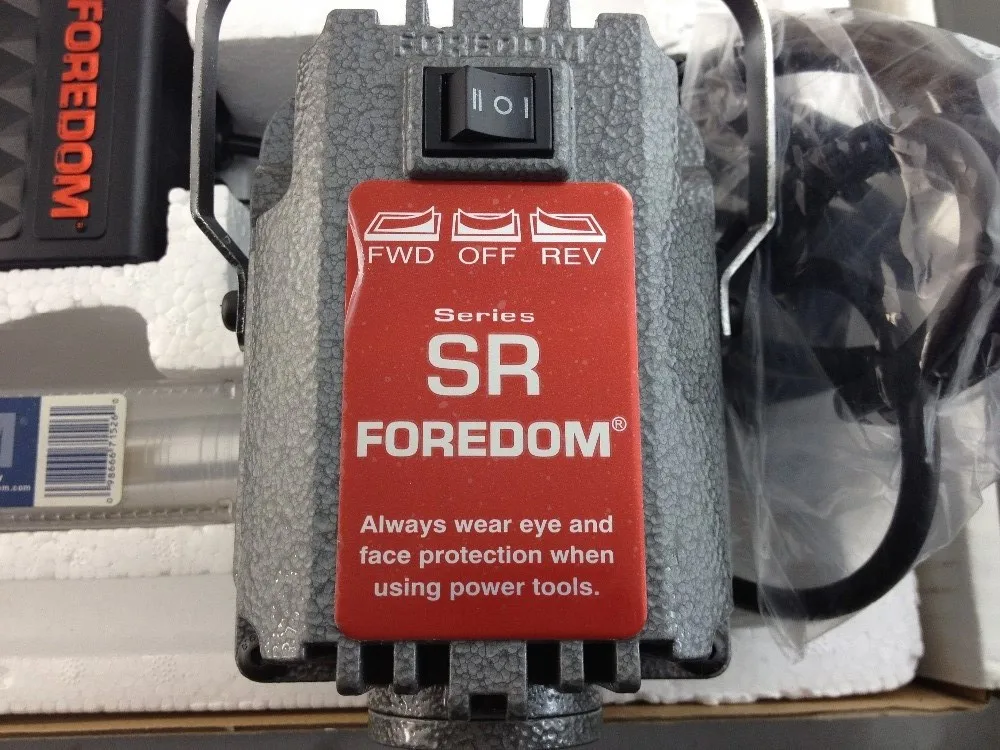 FOREDOM
FOREDOM
FWD OFF REV
Series
SR
FOREDOM®
Always wear eye and
face protection when
using power tools.